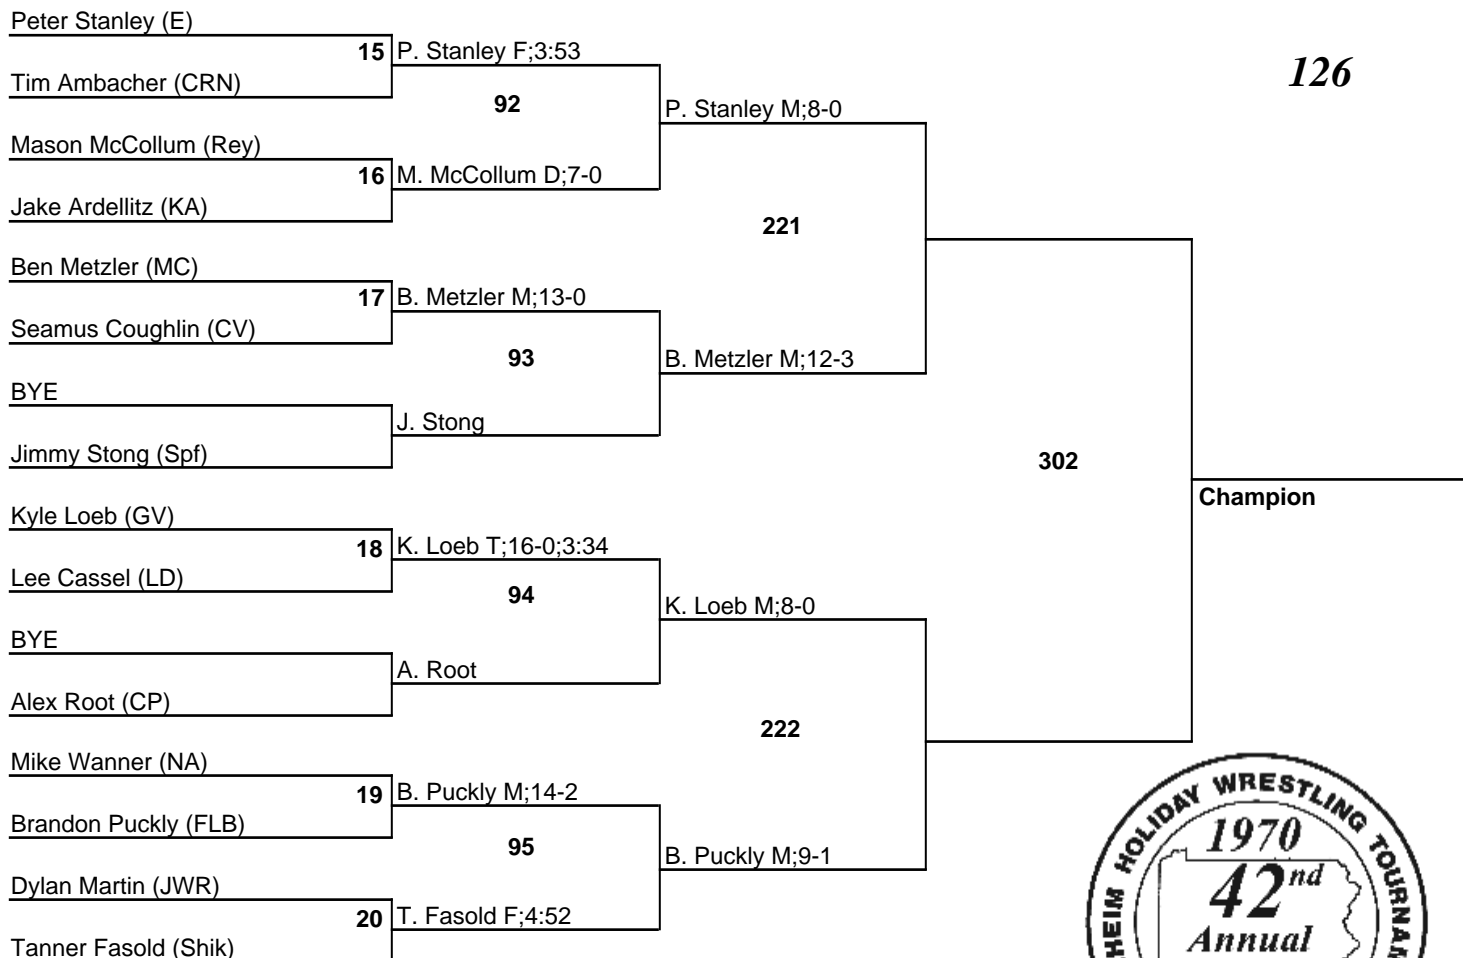 Peter Stanley (E)
15 P. Stanley F;3:53
126
Tim Ambacher (CRN)
92
P. Stanley M;8-0
Mason McCollum (Rey)
16 M. McCollum D;7-0
Jake Ardellitz (KA)
221
Ben Metzler (MC)
17 B. Metzler M;13-0
Seamus Coughlin (CV)
93
B. Metzler M;12-3
BYE
J. Stong
Jimmy Stong (Spf)
302
Champion
Kyle Loeb (GV)
18 K. Loeb T;16-0;3:34
Lee Cassel (LD)
94
K. Loeb M;8-0
BYE
A. Root
Alex Root (CP)
222
Mike Wanner (NA)
19 B. Puckly M;14-2
Brandon Puckly (FLB)
95
B. Puckly M;9-1
Dylan Martin (JWR)
20 T. Fasold F;4:52
Tanner Fasold (Shik)
HEIM HOLIDAY WRESTLING TOURNAM
1970
42nd
Annual